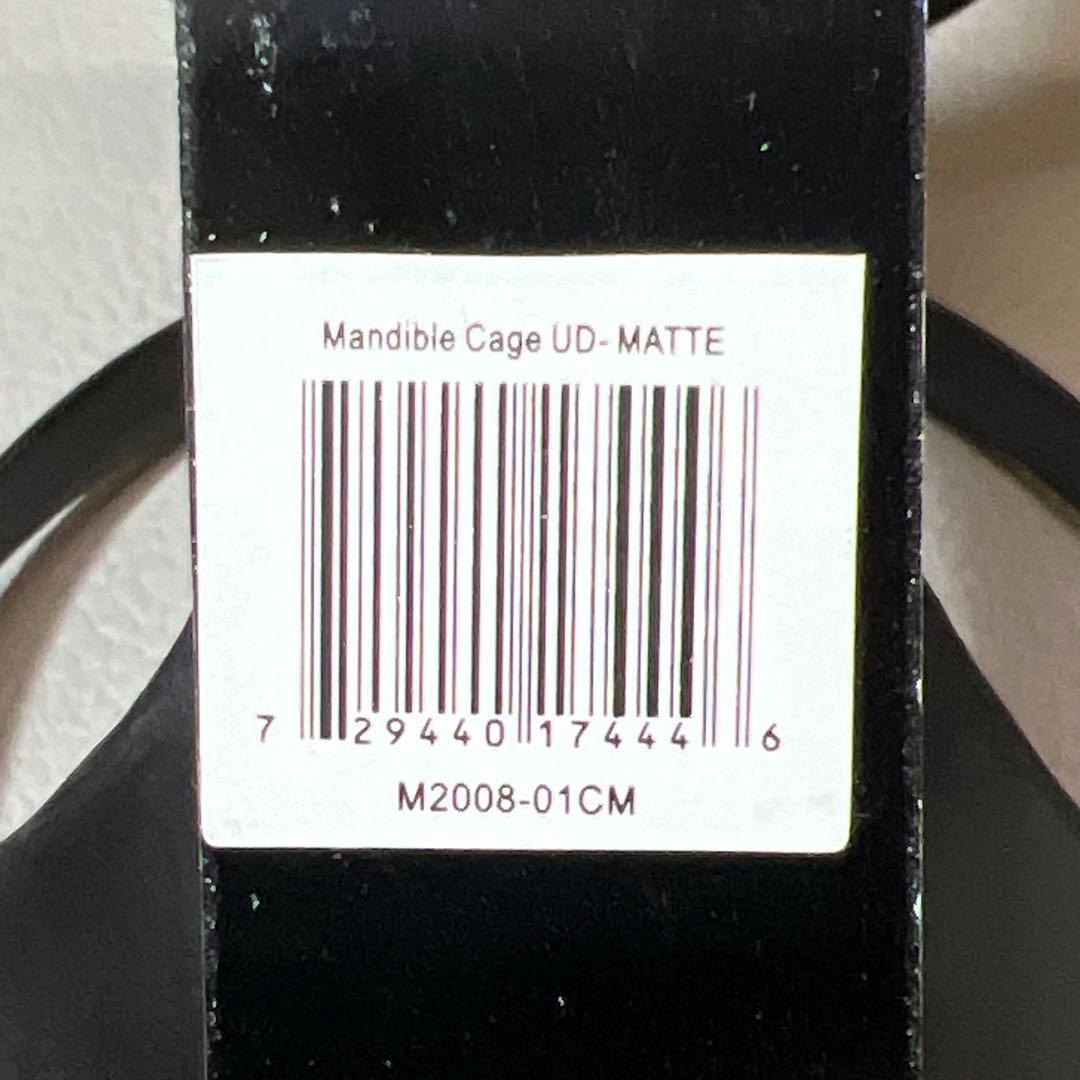 Mandible Cage UD- MATTE
7 29440 17444 6
M2008-01CM